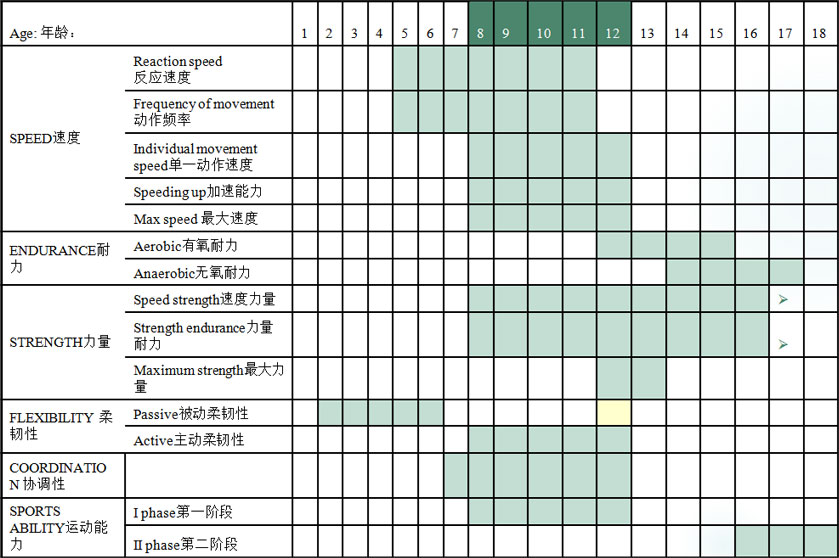 Age: 年龄： 1 2 3 4 5 6 7 8 9 10 11 12 13 14 15 16 17 18
SPEED速度
Reaction speed
反应速度
Frequency of movement
动作频率
Individual movement
speed单一动作速度
Speeding up加速能力
Max speed 最大速度
ENDURANCE耐
力
Aerobic有氧耐力
Anaerobic无氧耐力
STRENGTH力量
Speed strength速度力量
Strength endurance力量
耐力
Maximum strength最大力
量
FLEXIBILITY 柔
韧性
Passive被动柔韧性
Active主动柔韧性
COORDINATIO
N 协调性
SPORTS
ABILITY运动能
力
I phase第一阶段
II phase第二阶段